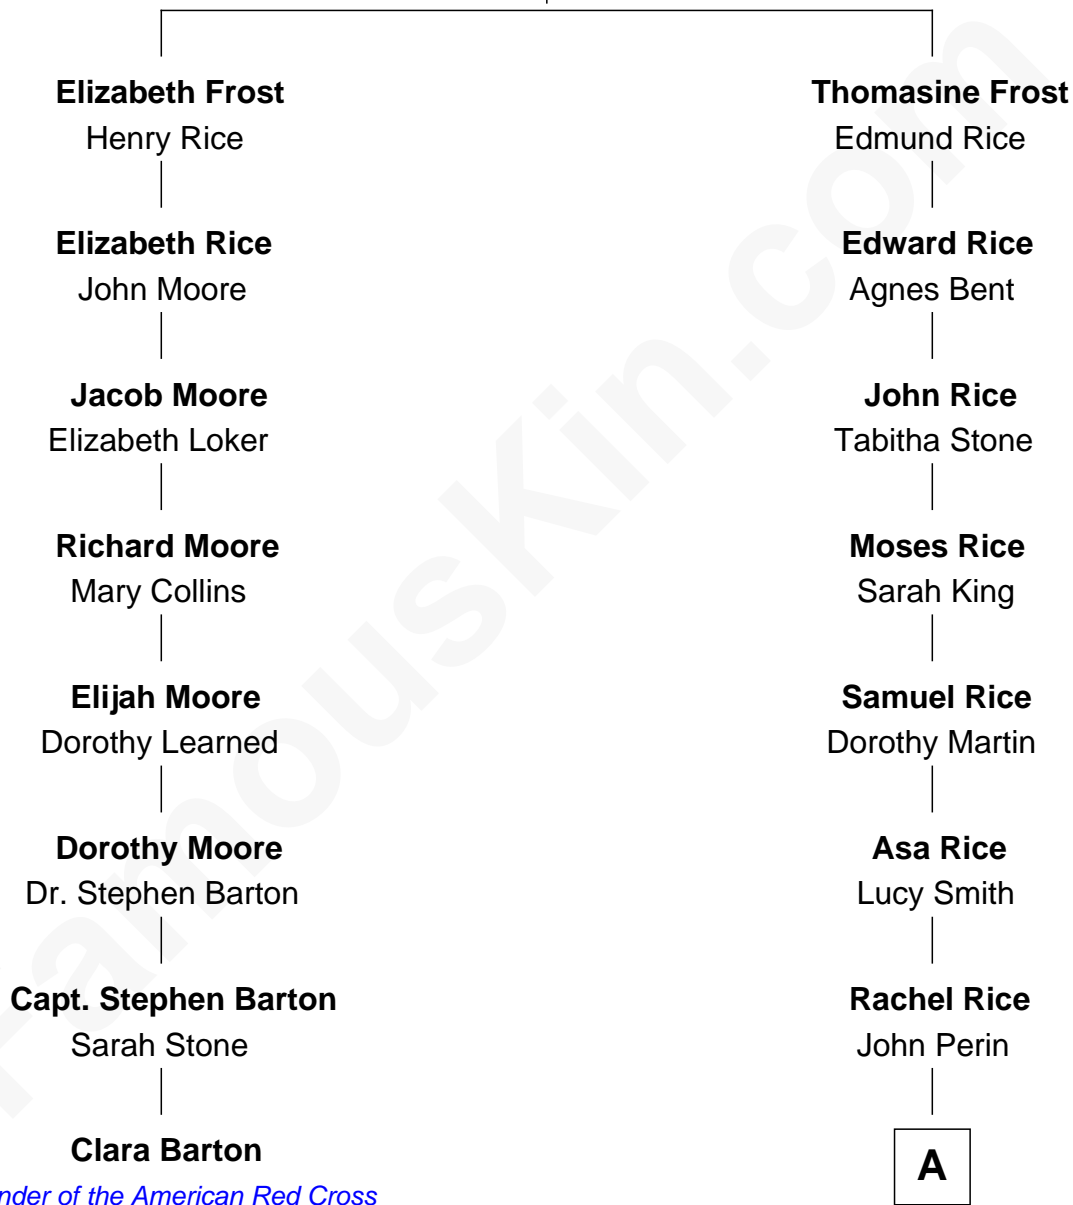 Elizabeth Frost
Henry Rice
Thomasine Frost
Edmund Rice
Elizabeth Rice
John Moore
Edward Rice
Agnes Bent
Jacob Moore
Elizabeth Loker
John Rice
Tabitha Stone
Richard Moore
Mary Collins
Moses Rice
Sarah King
Elijah Moore
Dorothy Learned
Samuel Rice
Dorothy Martin
Dorothy Moore
Dr. Stephen Barton
Asa Rice
Lucy Smith
Capt. Stephen Barton
Sarah Stone
Rachel Rice
John Perin
Clara Barton
nder of the American Red Cross
A
FamousKin.com